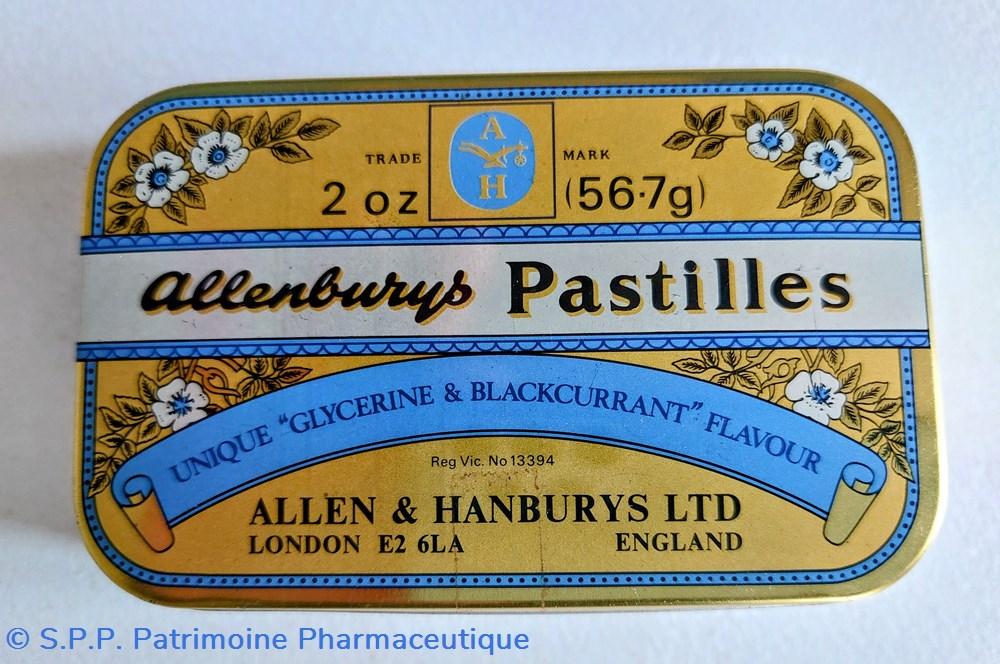 A
TRADE MARK
H
2 oz (56·7g)
Allenburys Pastilles
UNIQUE "GLYCERINE & BLACKCURRANT" FLAVOUR
Reg Vic. No 13394
ALLEN & HANBURYS LTD
LONDON E2 6LA ENGLAND
© S.P.P. Patrimoine Pharmaceutique